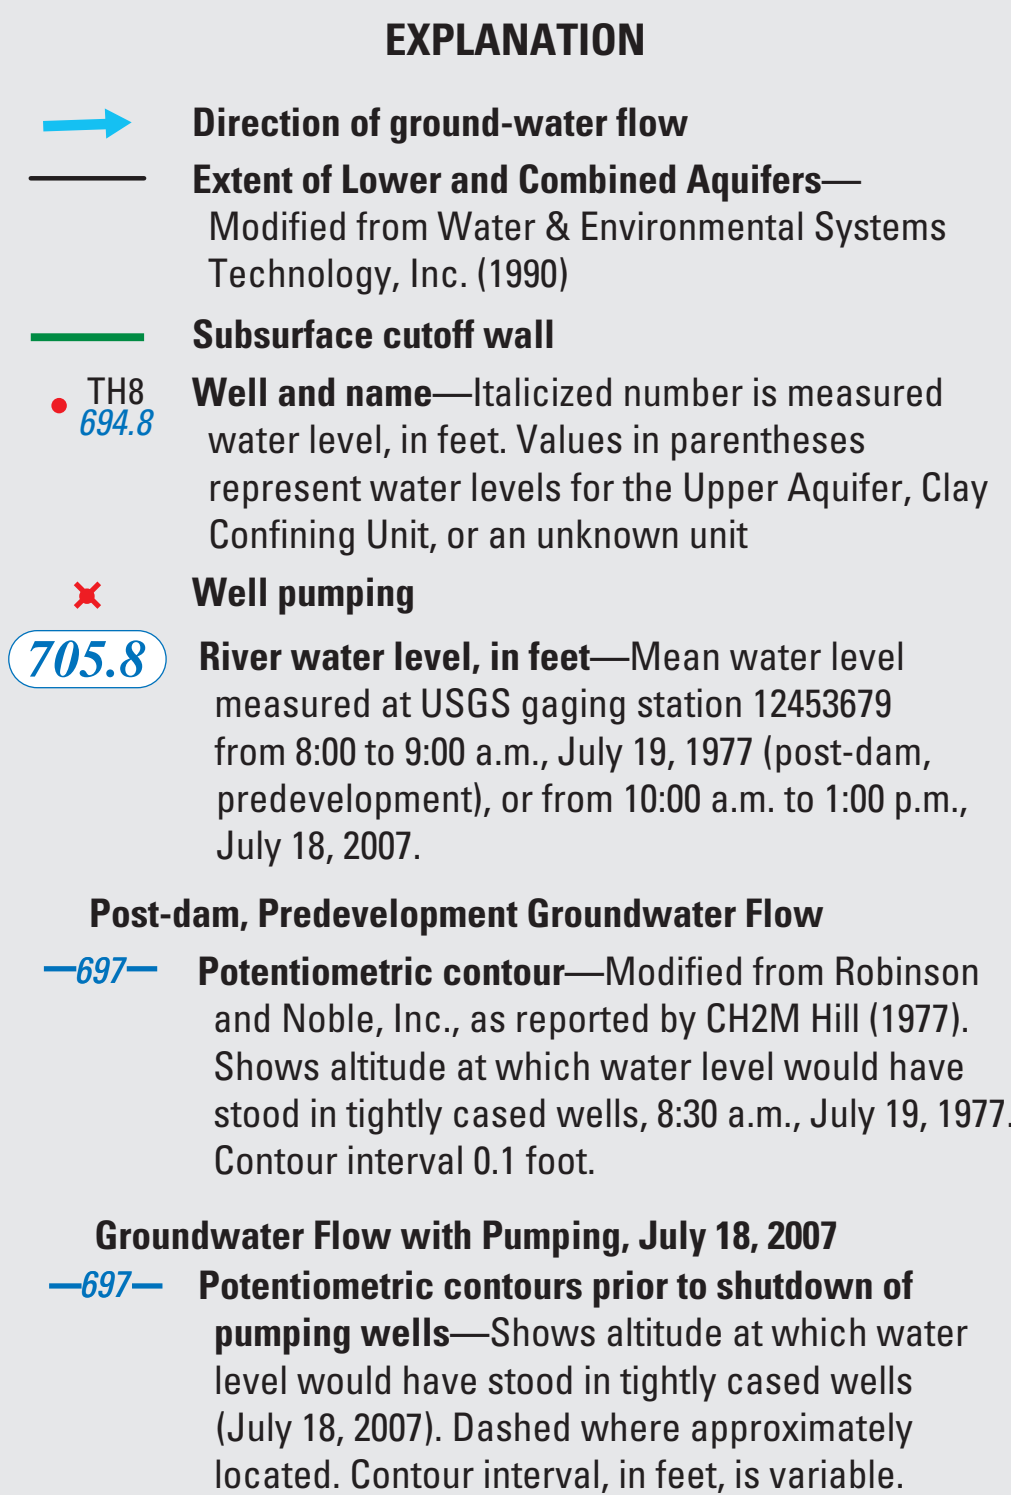 EXPLANATION
Direction of ground-water flow
Extent of Lower and Combined Aquifers—
Modified from Water & Environmental Systems
Technology, Inc. (1990)
Subsurface cutoff wall
TH8
694.8
Well and name—Italicized number is measured
water level, in feet. Values in parentheses
represent water levels for the Upper Aquifer, Clay
Confining Unit, or an unknown unit
Well pumping
705.8
River water level, in feet—Mean water level
measured at USGS gaging station 12453679
from 8:00 to 9:00 a.m., July 19, 1977 (post-dam,
predevelopment), or from 10:00 a.m. to 1:00 p.m.,
July 18, 2007.
Post-dam, Predevelopment Groundwater Flow
697
Potentiometric contour—Modified from Robinson
and Noble, Inc., as reported by CH2M Hill (1977).
Shows altitude at which water level would have
stood in tightly cased wells, 8:30 a.m., July 19, 1977.
Contour interval 0.1 foot.
Groundwater Flow with Pumping, July 18, 2007
697
Potentiometric contours prior to shutdown of
pumping wells—Shows altitude at which water
level would have stood in tightly cased wells
(July 18, 2007). Dashed where approximately
located. Contour interval, in feet, is variable.